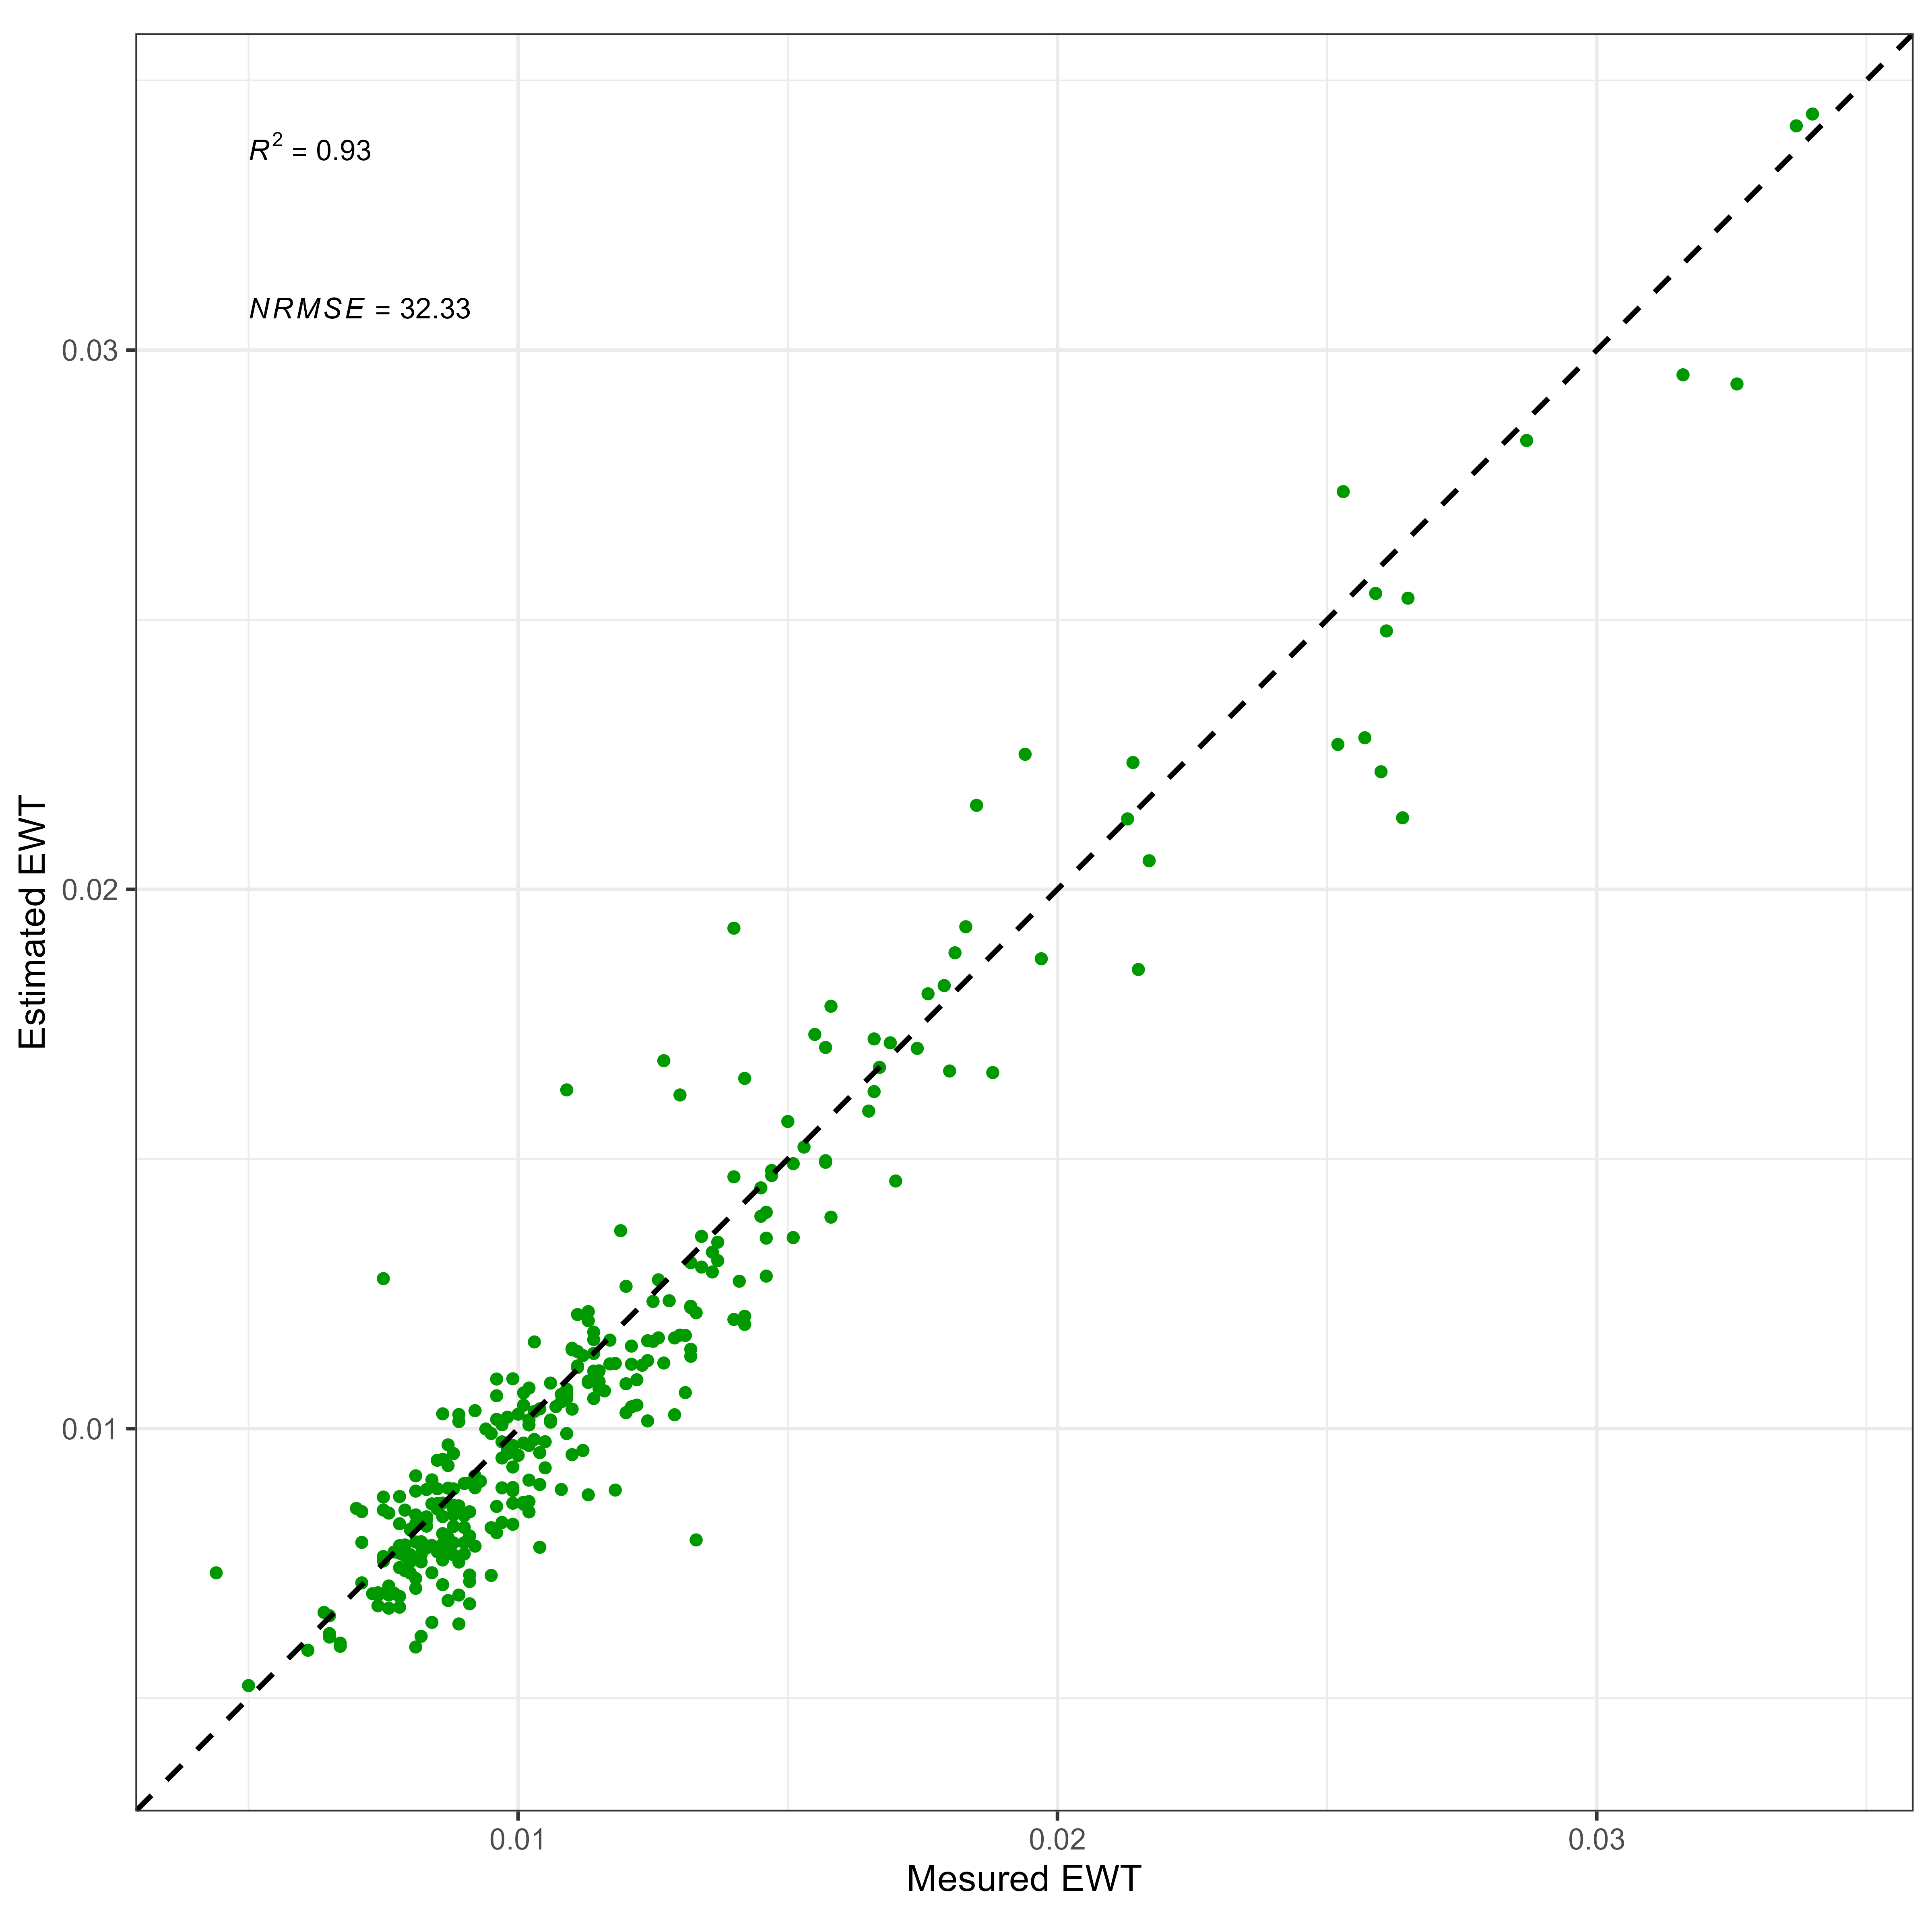 R2 = 0.93
NRMSE = 32.33
0.03
0.02
0.01
Estimated EWT
0.01 0.02 0.03
Mesured EWT